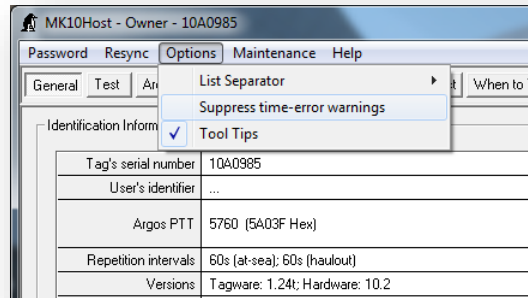 MK10Host - Owner - 10A0985
Password Resync Options Maintenance Help
General Test When to
List Separator
Suppress time-error warnings
Tool Tips
Identification Inform
Tag's serial number 10A0985
User's identifier ...
Argos PTT 5760 (5A03F Hex)
Repetition intervals 60s (at-sea); 60s (haulout)
Versions Tagware: 1.24t; Hardware: 10.2